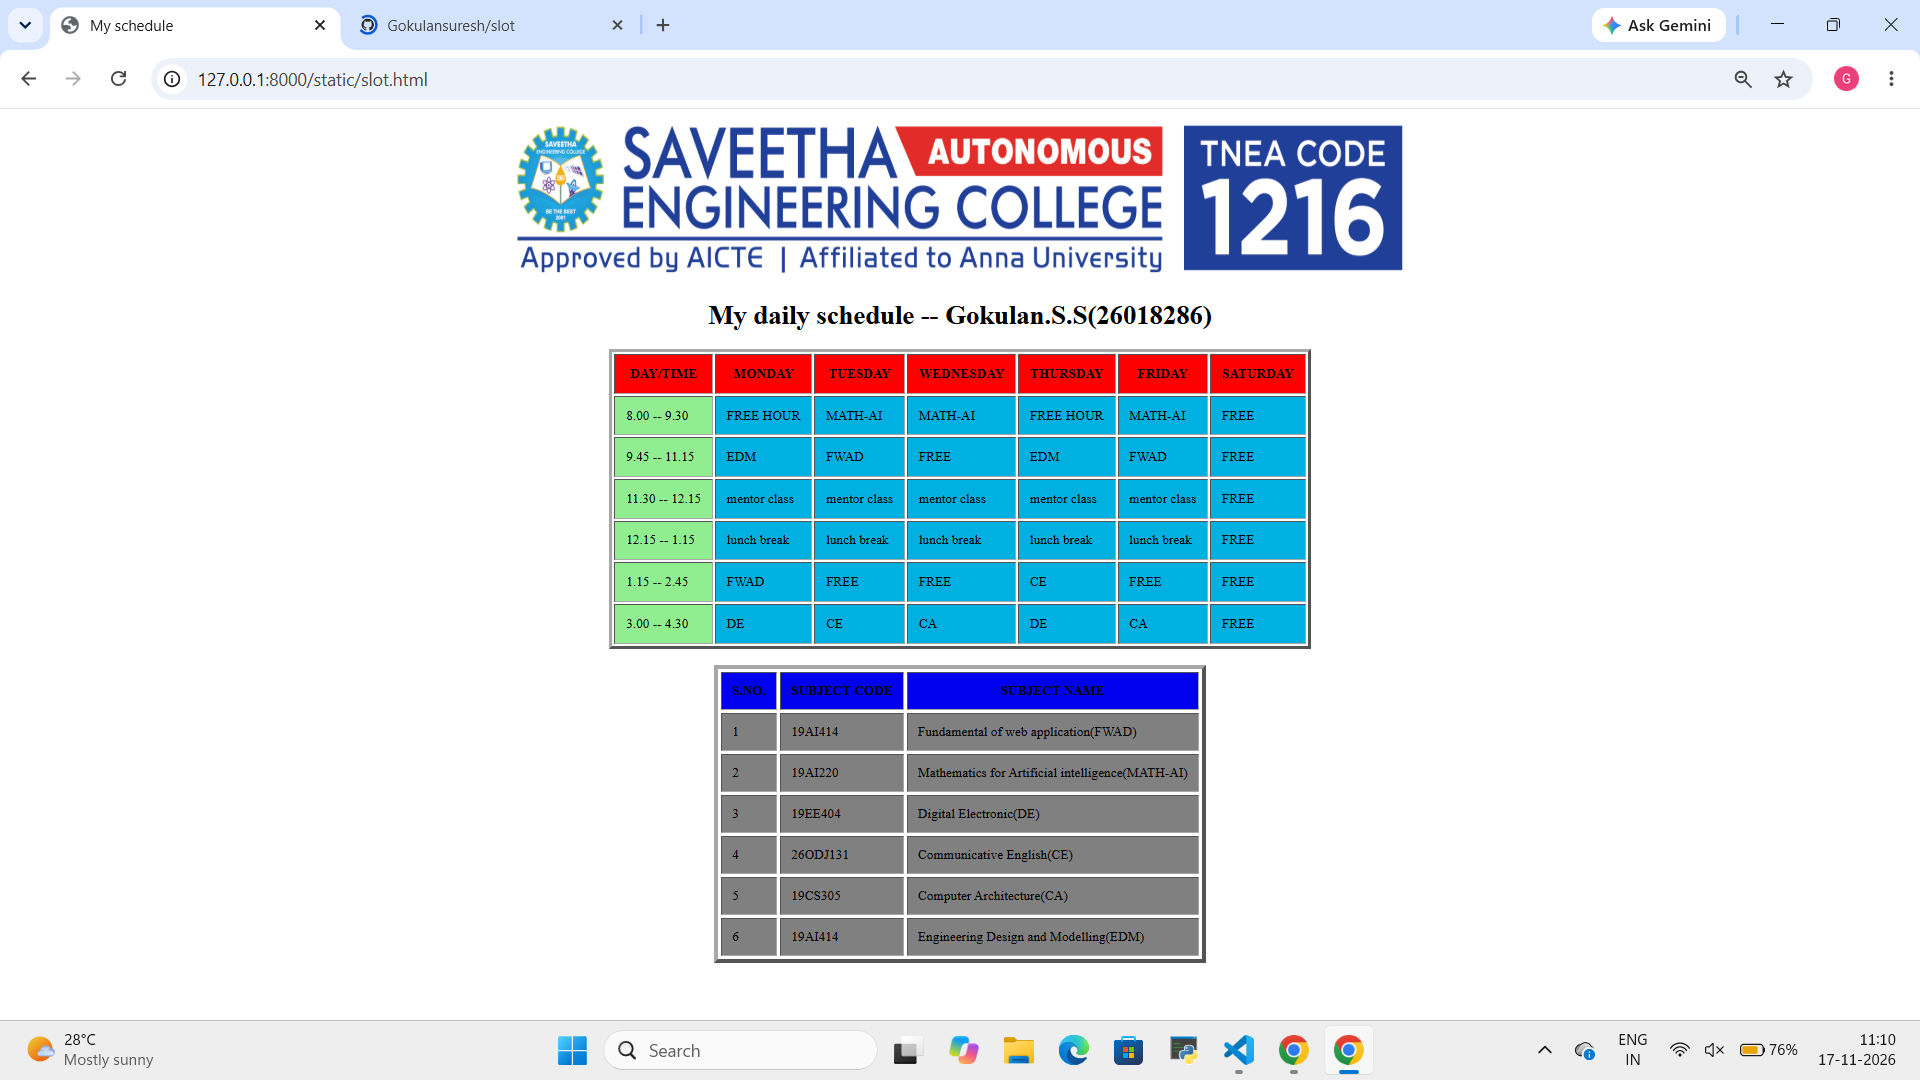 My schedule
Gokulansuresh/slot
Ask Gemini
127.0.0.1:8000/static/slot.html
G
SAVEETHA
ENGINEERING COLLEGE
BE THE BEST
2001
SAVEETHA AUTONOMOUS
ENGINEERING COLLEGE
Approved by AICTE | Affiliated to Anna University
TNEA CODE
1216
My daily schedule -- Gokulan.S.S(26018286)
DAY/TIME MONDAY TUESDAY WEDNESDAY THURSDAY FRIDAY SATURDAY
8.00 -- 9.30 FREE HOUR MATH-AI MATH-AI FREE HOUR MATH-AI FREE
9.45 -- 11.15 EDM FWAD FREE EDM FWAD FREE
11.30 -- 12.15 mentor class mentor class mentor class mentor class mentor class FREE
12.15 -- 1.15 lunch break lunch break lunch break lunch break lunch break FREE
1.15 -- 2.45 FWAD FREE FREE CE FREE FREE
3.00 -- 4.30 DE CE CA DE CA FREE
S.NO. SUBJECT CODE SUBJECT NAME
1 19AI414 Fundamental of web application(FWAD)
2 19AI220 Mathematics for Artificial intelligence(MATH-AI)
3 19EE404 Digital Electronic(DE)
4 26ODJ131 Communicative English(CE)
5 19CS305 Computer Architecture(CA)
6 19AI414 Engineering Design and Modelling(EDM)
28°C
Mostly sunny
Search
ENG
IN
76%
11:10
17-11-2026